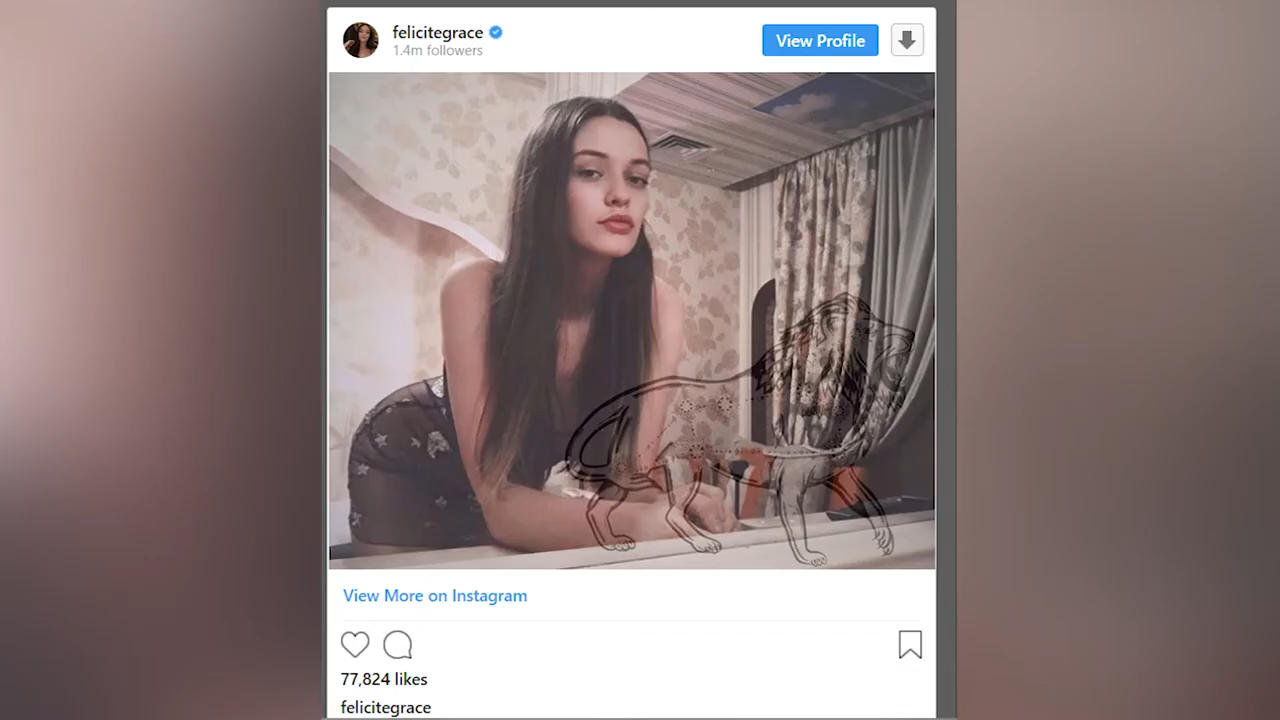 felicitegrace
1.4m followers
View Profile
View More on Instagram
77,824 likes
felicitegrace